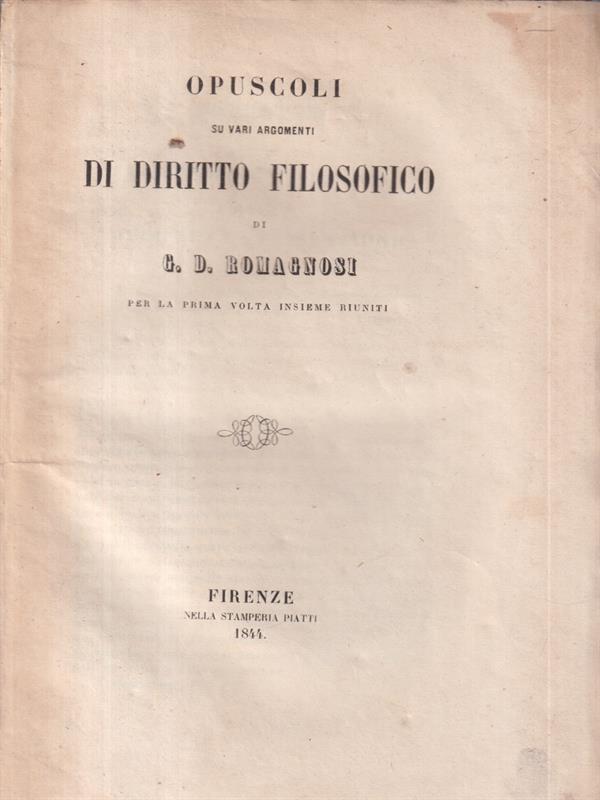 OPUSCOLI
SU VARI ARGOMENTI
DI DIRITTO FILOSOFICO
DI
G. D. ROMAGNOSI
PER LA PRIMA VOLTA INSIEME RIUNITI
FIRENZE
NELLA STAMPERIA PIATTI
1844.